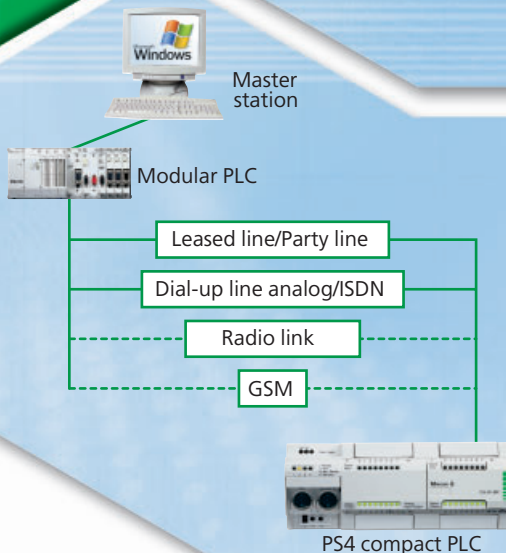 Windows
Master
station
Modular PLC
Leased line/Party line
Dial-up line analog/ISDN
Radio link
GSM
PS4 compact PLC